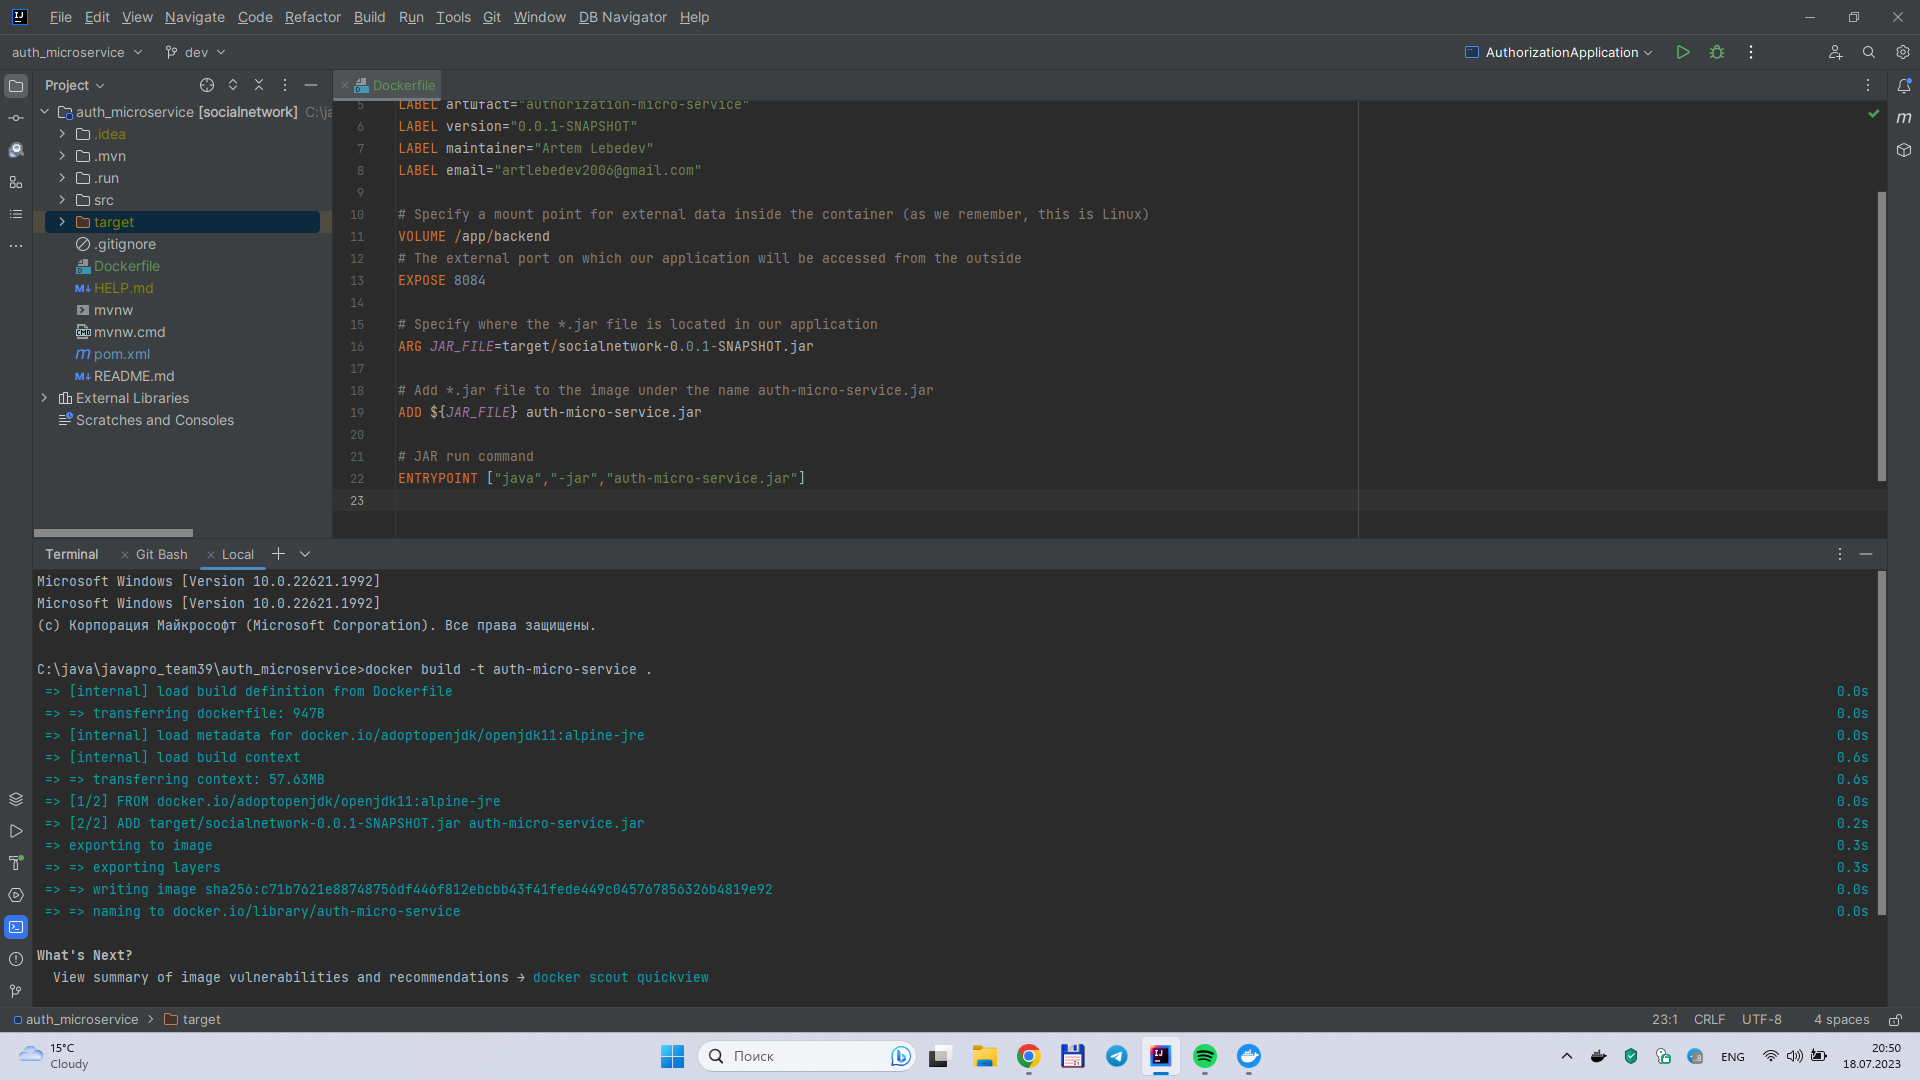 File Edit View Navigate Code Refactor Build Run Tools Git Window DB Navigator Help
auth_microservice dev AuthorizationApplication
Project
Dockerfile
auth_microservice [socialnetwork] C:\ja
.idea
.mvn
.run
src
target
.gitignore
Dockerfile
HELP.md
mvnw
mvnw.cmd
pom.xml
README.md
External Libraries
Scratches and Consoles
5 LABEL artifact="authorization-micro-service"
6 LABEL version="0.0.1-SNAPSHOT"
7 LABEL maintainer="Artem Lebedev"
8 LABEL email="artlebedev2006@gmail.com"
9
10 # Specify a mount point for external data inside the container (as we remember, this is Linux)
11 VOLUME /app/backend
12 # The external port on which our application will be accessed from the outside
13 EXPOSE 8084
14
15 # Specify where the *.jar file is located in our application
16 ARG JAR_FILE=target/socialnetwork-0.0.1-SNAPSHOT.jar
17
18 # Add *.jar file to the image under the name auth-micro-service.jar
19 ADD ${JAR_FILE} auth-micro-service.jar
20
21 # JAR run command
22 ENTRYPOINT ["java","-jar","auth-micro-service.jar"]
23
Terminal Git Bash Local
Microsoft Windows [Version 10.0.22621.1992]
Microsoft Windows [Version 10.0.22621.1992]
(c) Корпорация Майкрософт (Microsoft Corporation). Все права защищены.
C:\java\javapro_team39\auth_microservice>docker build -t auth-micro-service .
=> [internal] load build definition from Dockerfile 0.0s
=> => transferring dockerfile: 947B 0.0s
=> [internal] load metadata for docker.io/adoptopenjdk/openjdk11:alpine-jre 0.0s
=> [internal] load build context 0.6s
=> => transferring context: 57.63MB 0.6s
=> [1/2] FROM docker.io/adoptopenjdk/openjdk11:alpine-jre 0.0s
=> [2/2] ADD target/socialnetwork-0.0.1-SNAPSHOT.jar auth-micro-service.jar 0.2s
=> exporting to image 0.3s
=> => exporting layers 0.3s
=> => writing image sha256:c71b7621e88748756df446f812ebcbb43f41fede449c045767856326b4819e92 0.0s
=> => naming to docker.io/library/auth-micro-service 0.0s
What's Next?
View summary of image vulnerabilities and recommendations → docker scout quickview
auth_microservice > target 23:1 CRLF UTF-8 4 spaces
15°C
Cloudy
Поиск
ENG
20:50
18.07.2023